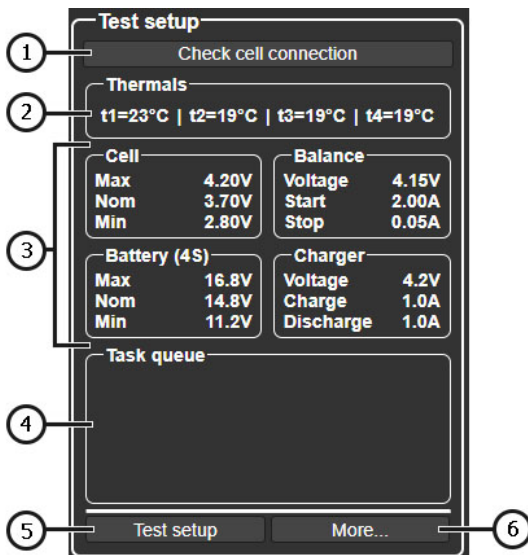 Test setup
1
Check cell connection
Thermals
2
t1=23°C | t2=19°C | t3=19°C | t4=19°C
3
Cell
Max 4.20V
Nom 3.70V
Min 2.80V
Balance
Voltage 4.15V
Start 2.00A
Stop 0.05A
Battery (4S)
Max 16.8V
Nom 14.8V
Min 11.2V
Charger
Voltage 4.2V
Charge 1.0A
Discharge 1.0A
Task queue
4
5
Test setup
More...
6